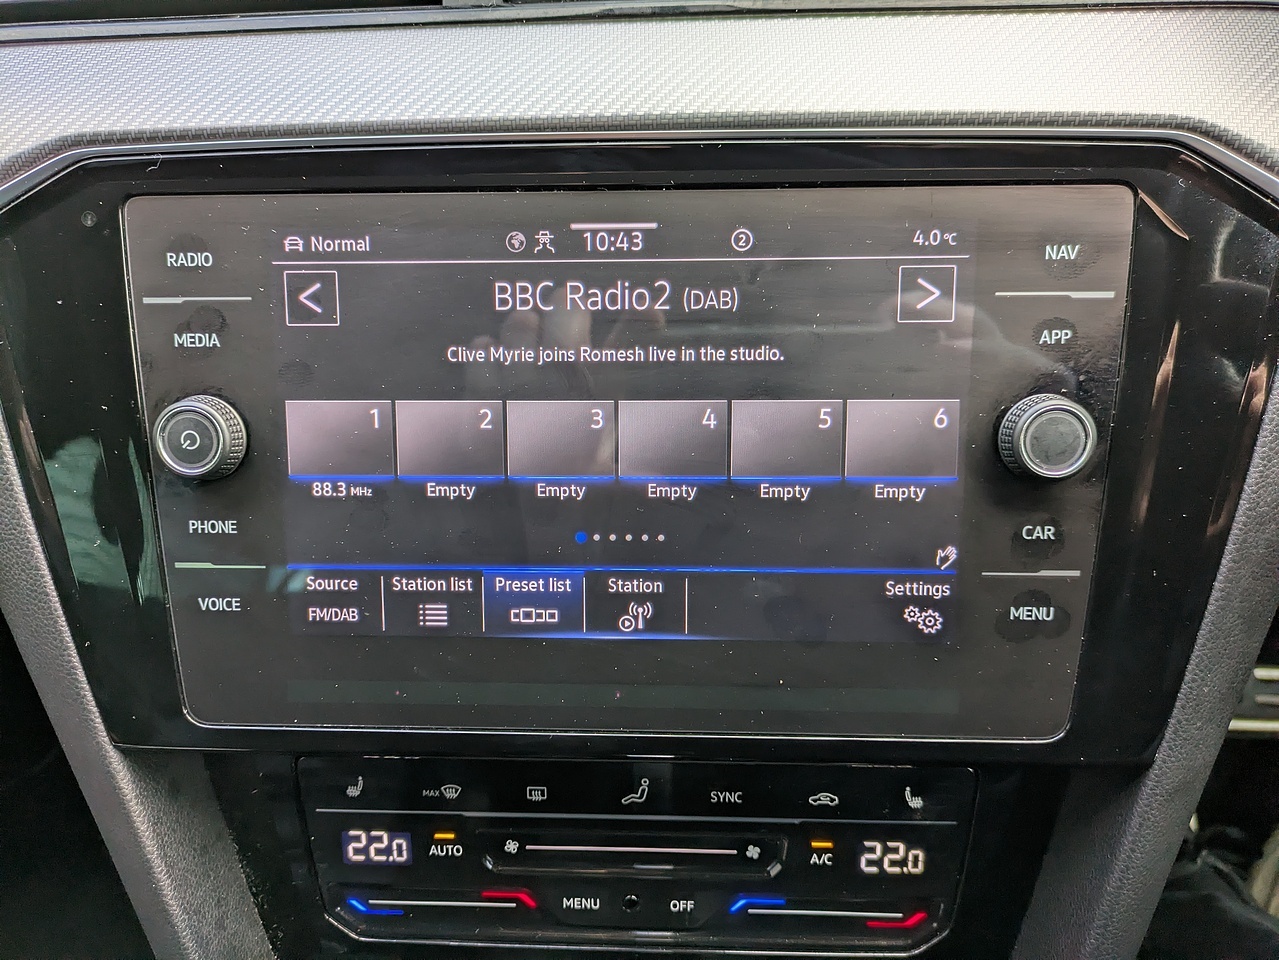 RADIO
MEDIA
PHONE
VOICE
Normal
10:43
2
4.0°C
<
BBC Radio2 (DAB)
>
Clive Myrie joins Romesh live in the studio.
1
2
3
4
5
6
88.3 MHz
Empty
Empty
Empty
Empty
Empty
Source
FM/DAB
Station list
Preset list
Station
Settings
NAV
APP
CAR
MENU
MAX
SYNC
22.0
AUTO
A/C
22.0
MENU
OFF